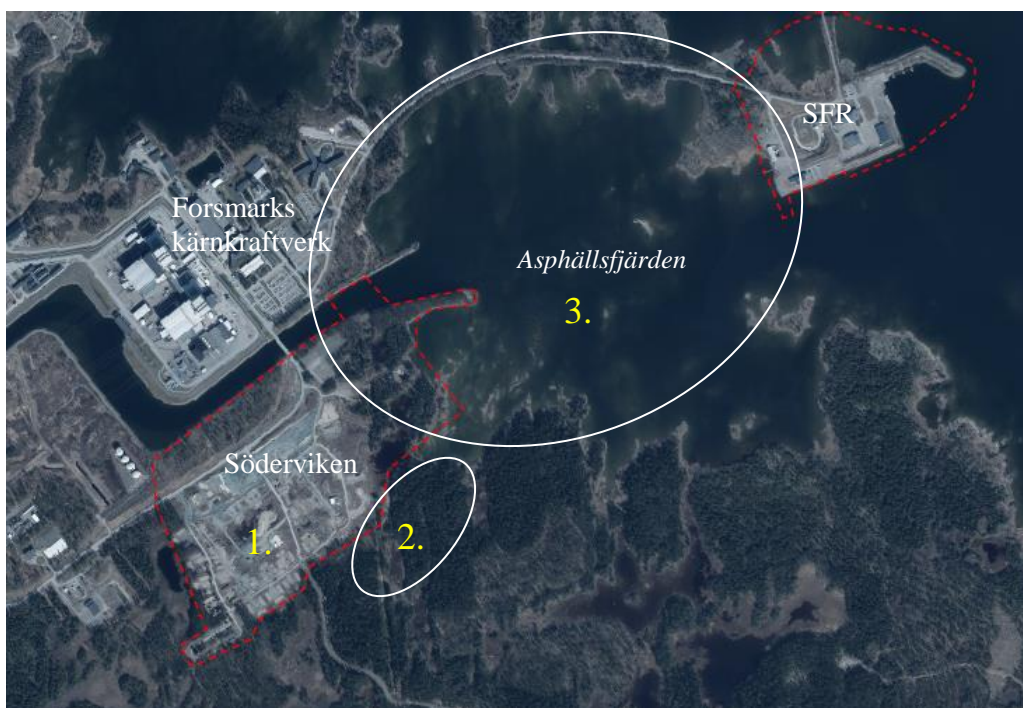 SFR
Forsmarks
kärnkraftverk
Asphällsfjärden
3.
Söderviken
1.
2.